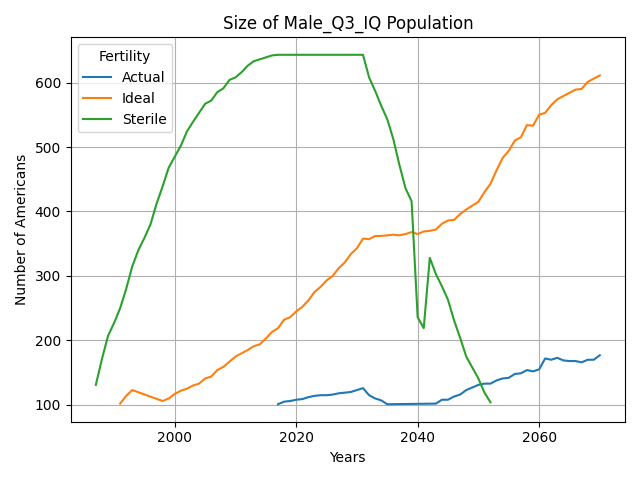 Size of Male_Q3_IQ Population
Fertility
Actual
Ideal
Sterile
Number of Americans
600
500
400
300
200
100
2000
2020
2040
2060
Years